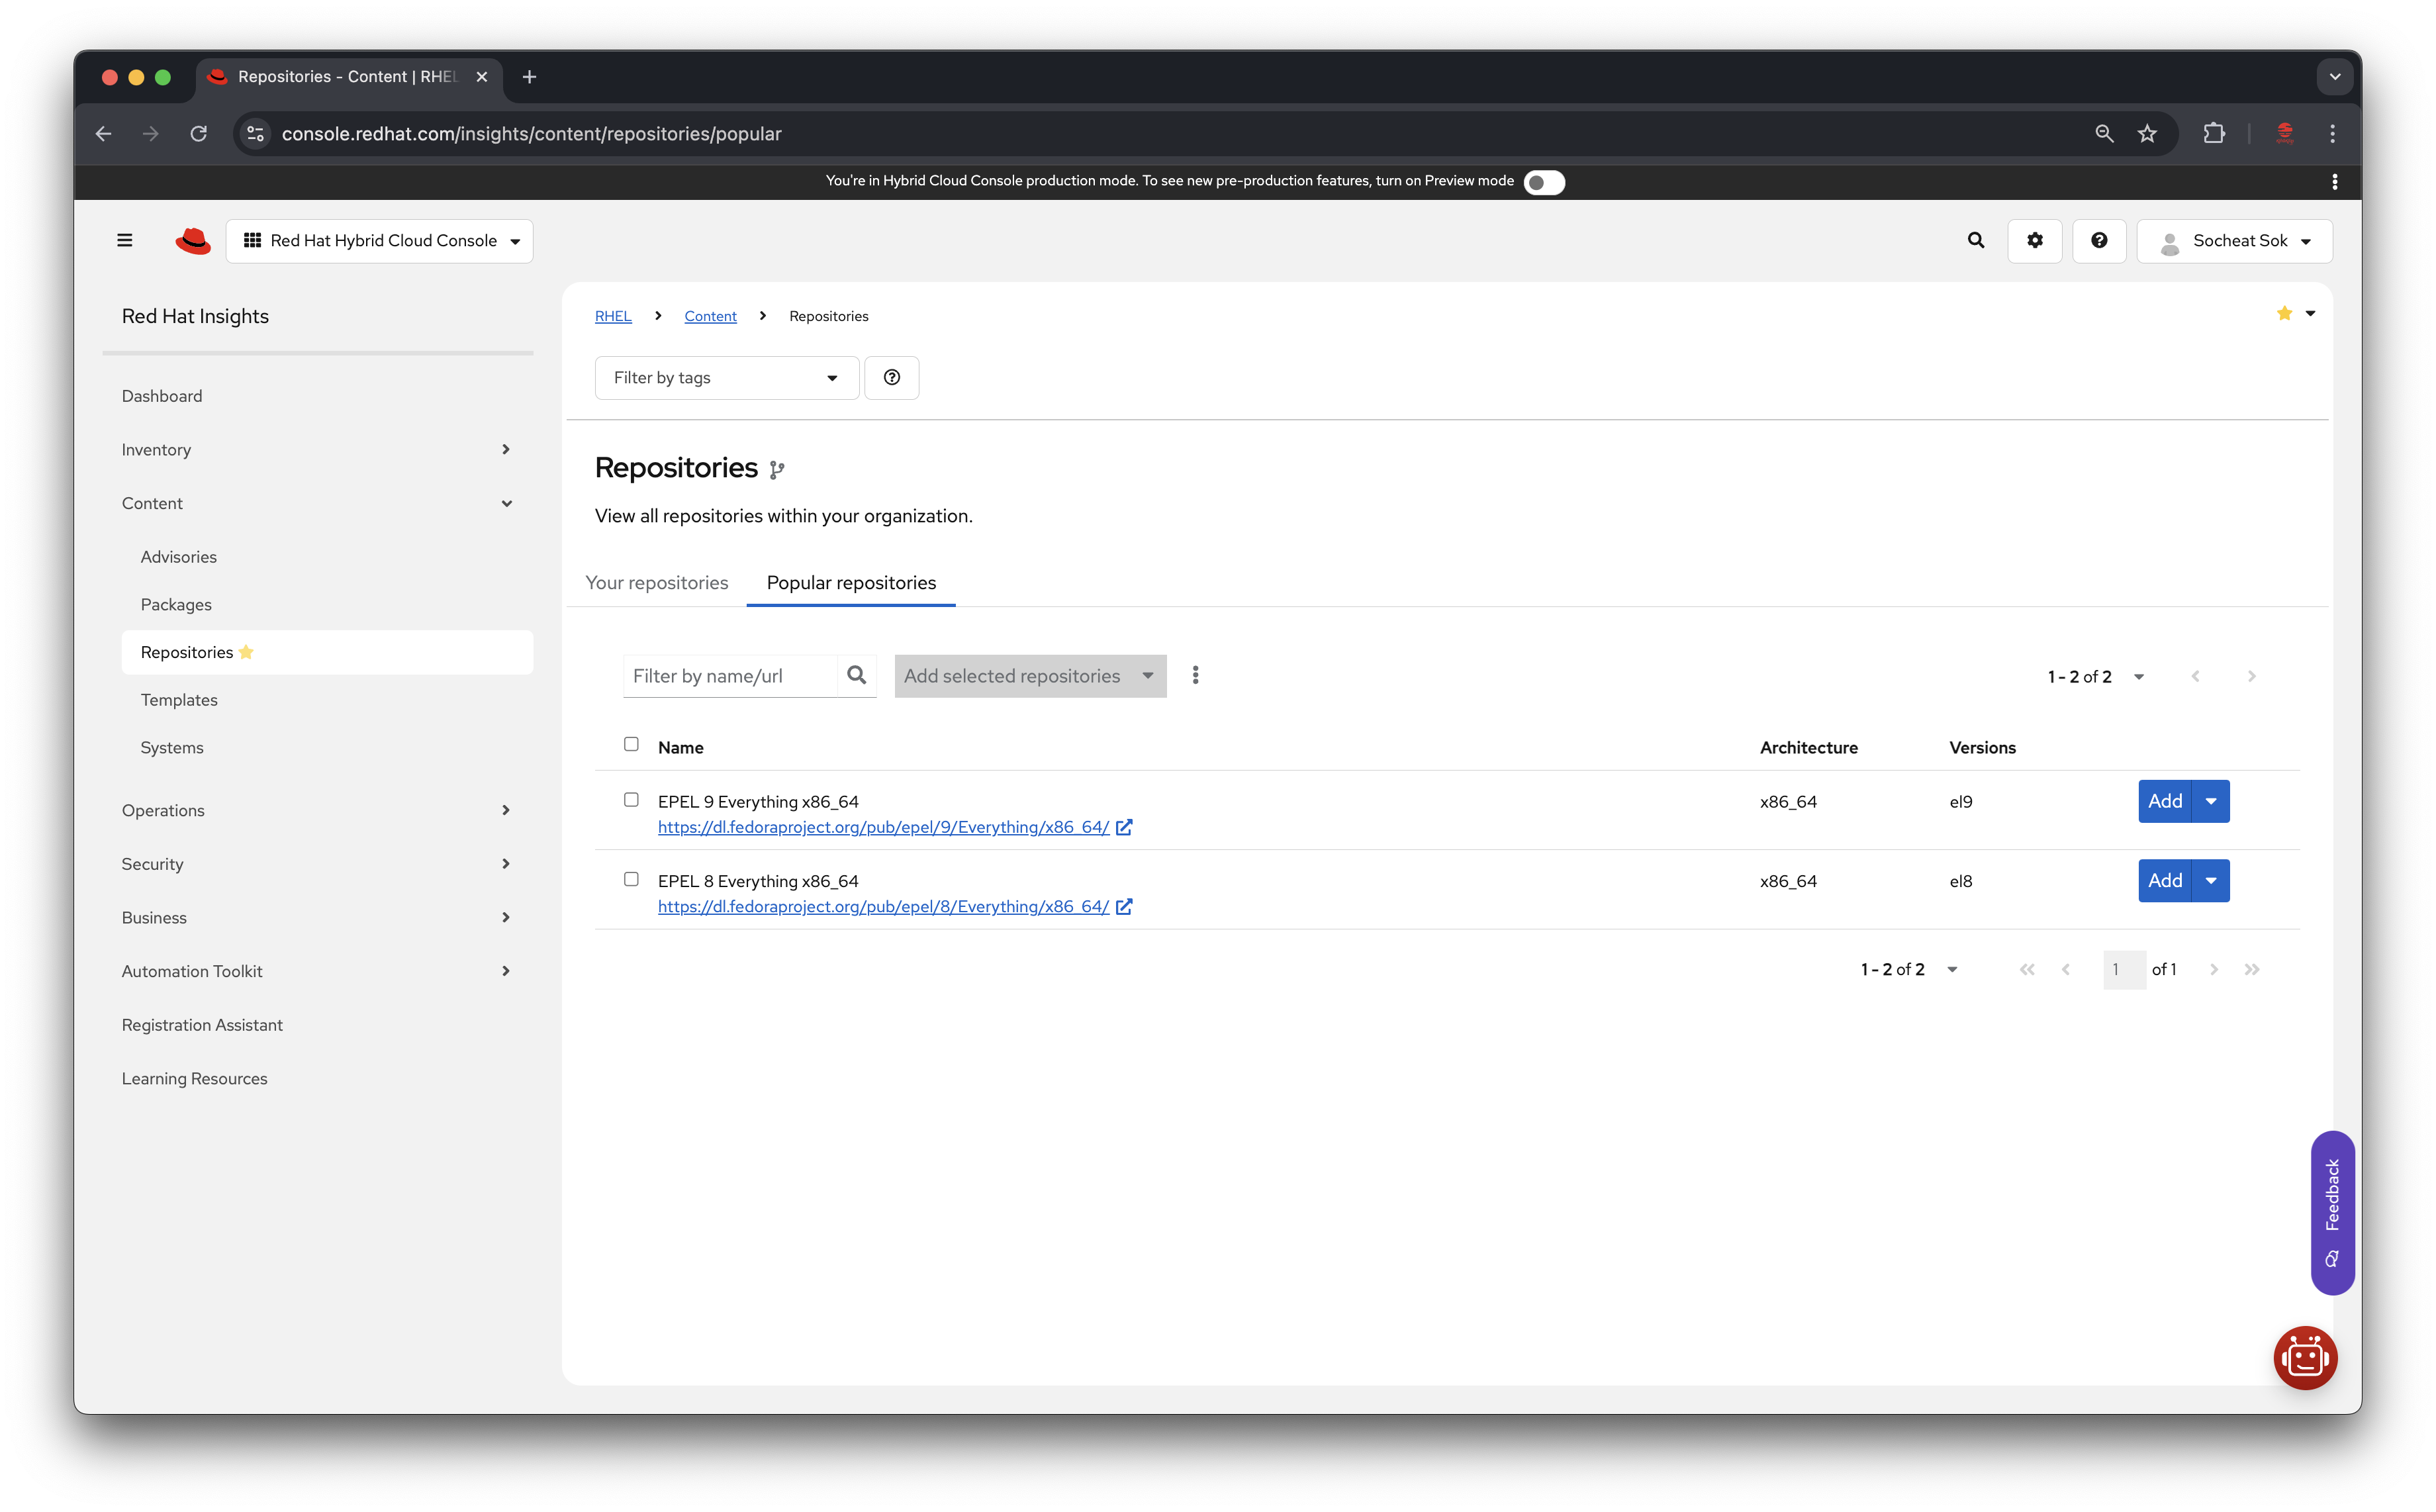 Repositories - Content | RHEL
console.redhat.com/insights/content/repositories/popular
You're in Hybrid Cloud Console production mode. To see new pre-production features, turn on Preview mode
Red Hat Hybrid Cloud Console
Socheat Sok
Red Hat Insights
Dashboard
Inventory
Content
Advisories
Packages
Repositories
Templates
Systems
Operations
Security
Business
Automation Toolkit
Registration Assistant
Learning Resources
RHEL > Content > Repositories
Filter by tags
Repositories
View all repositories within your organization.
Your repositories Popular repositories
Filter by name/url Add selected repositories 1 - 2 of 2
Name Architecture Versions
EPEL 9 Everything x86_64 x86_64 el9 Add
https://dl.fedoraproject.org/pub/epel/9/Everything/x86_64/
EPEL 8 Everything x86_64 x86_64 el8 Add
https://dl.fedoraproject.org/pub/epel/8/Everything/x86_64/
1 - 2 of 2 1 of 1
Feedback